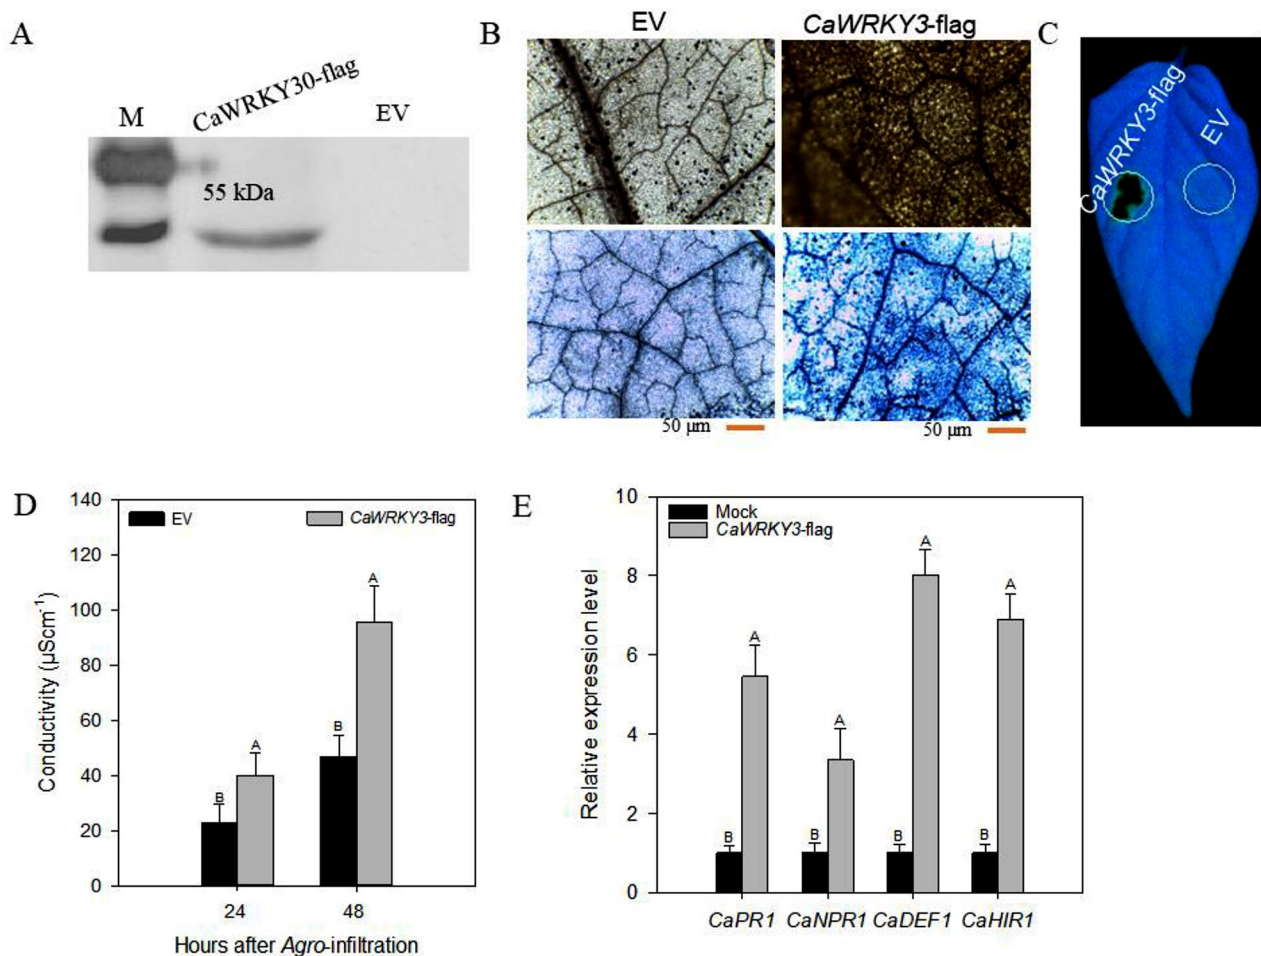 A
M
CaWRKY30-flag
EV
55 kDa
B
EV
CaWRKY3-flag
50 µm
50 µm
C
CaWRKY3-flag
EV
D
140
120
100
80
60
40
20
0
Conductivity (µScm-1)
EV
CaWRKY3-flag
B
A
B
A
24
48
Hours after Agro-infiltration
E
10
8
6
4
2
0
Relative expression level
Mock
CaWRKY3-flag
B
A
B
A
B
A
B
A
CaPR1 CaNPR1 CaDEF1 CaHIR1